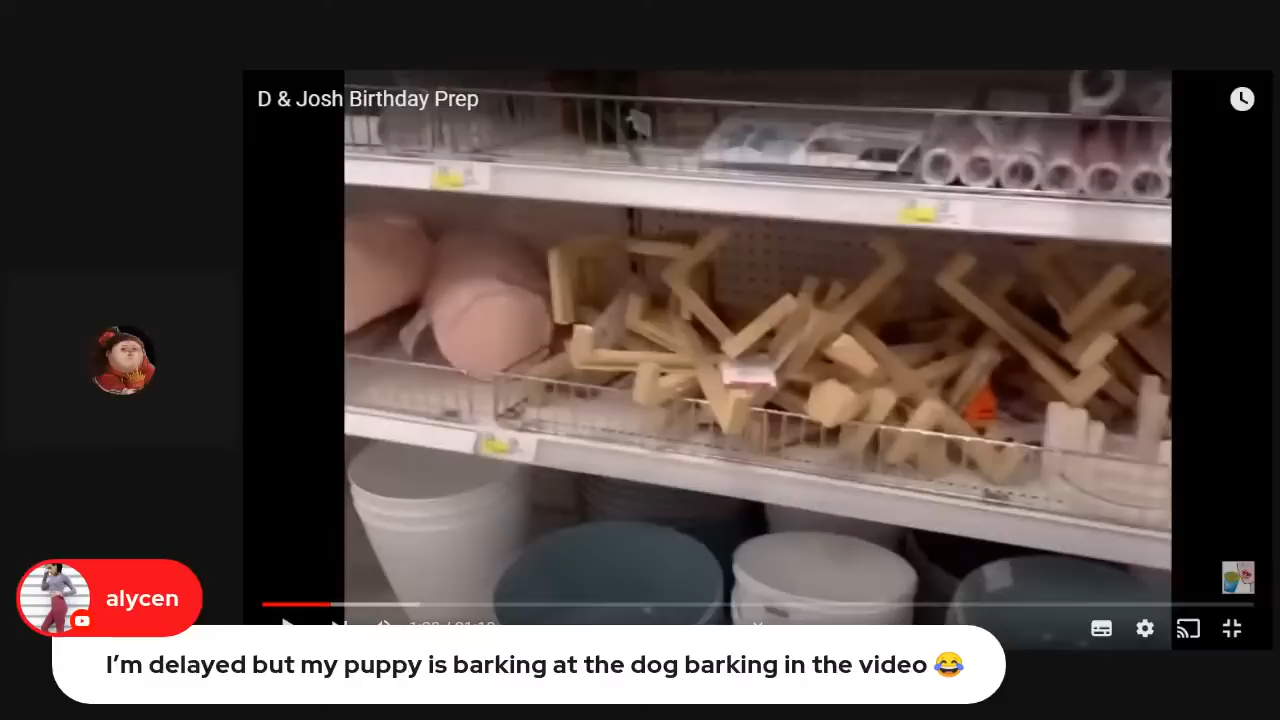 D & Josh Birthday Prep
alycen
I’m delayed but my puppy is barking at the dog barking in the video 😂